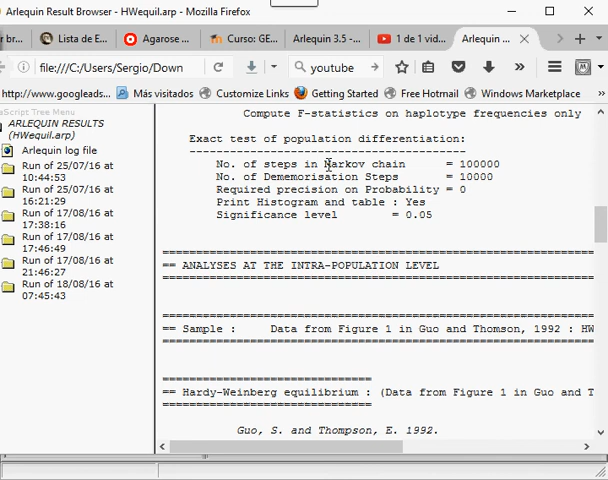 Arlequin Result Browser - HWequil.arp - Mozilla Firefox
r br...
Lista de E...
Agarose ...
Curso: GE...
Arlequin 3.5 -...
1 de 1 vid...
Arlequin ...
file:///C:/Users/Sergio/Down
youtube
http://www.googleads...
Más visitados
Customize Links
Getting Started
Free Hotmail
Windows Marketplace
aScript Tree Menu
ARLEQUIN RESULTS
(HWequil.arp)
Arlequin log file
Run of 25/07/16 at
10:44:53
Run of 25/07/16 at
16:21:29
Run of 17/08/16 at
17:38:16
Run of 17/08/16 at
17:46:49
Run of 17/08/16 at
21:46:27
Run of 18/08/16 at
07:45:43
Compute F-statistics on haplotype frequencies only
Exact test of population differentiation:
-----------------------------------------
No. of steps in Markov chain = 100000
No. of Dememorisation Steps = 10000
Required precision on Probability = 0
Print Histogram and table : Yes
Significance level = 0.05
== ANALYSES AT THE INTRA-POPULATION LEVEL
== Sample : Data from Figure 1 in Guo and Thomson, 1992 : HW
== Hardy-Weinberg equilibrium : (Data from Figure 1 in Guo and T
Guo, S. and Thompson, E. 1992.